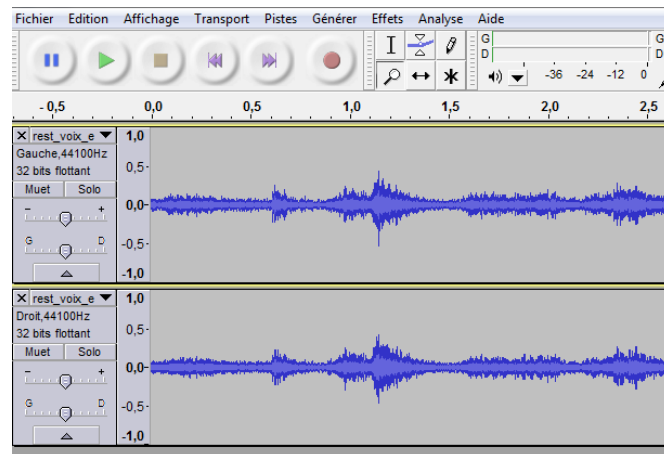 Fichier Edition Affichage Transport Pistes Générer Effets Analyse Aide
G
D
G
D
-36 -24 -12 0
- 0,5 0,0 0,5 1,0 1,5 2,0 2,5
rest_voix_e
Gauche,44100Hz
32 bits flottant
Muet Solo
- +
G D
1,0
0,5-
0,0-
-0,5-
-1,0
rest_voix_e
Droit,44100Hz
32 bits flottant
Muet Solo
- +
G D
1,0
0,5-
0,0-
-0,5-
-1,0